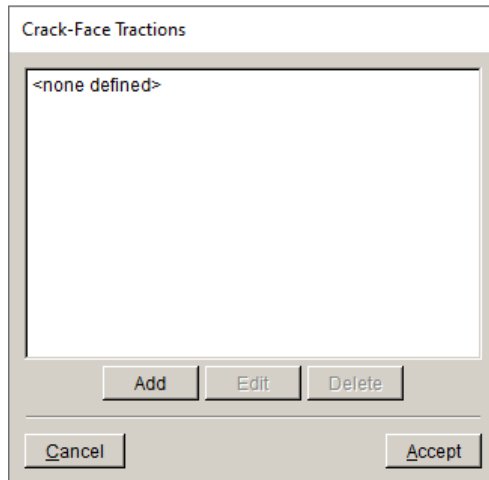 Crack-Face Tractions
<none defined>
Add Edit Delete
Cancel Accept